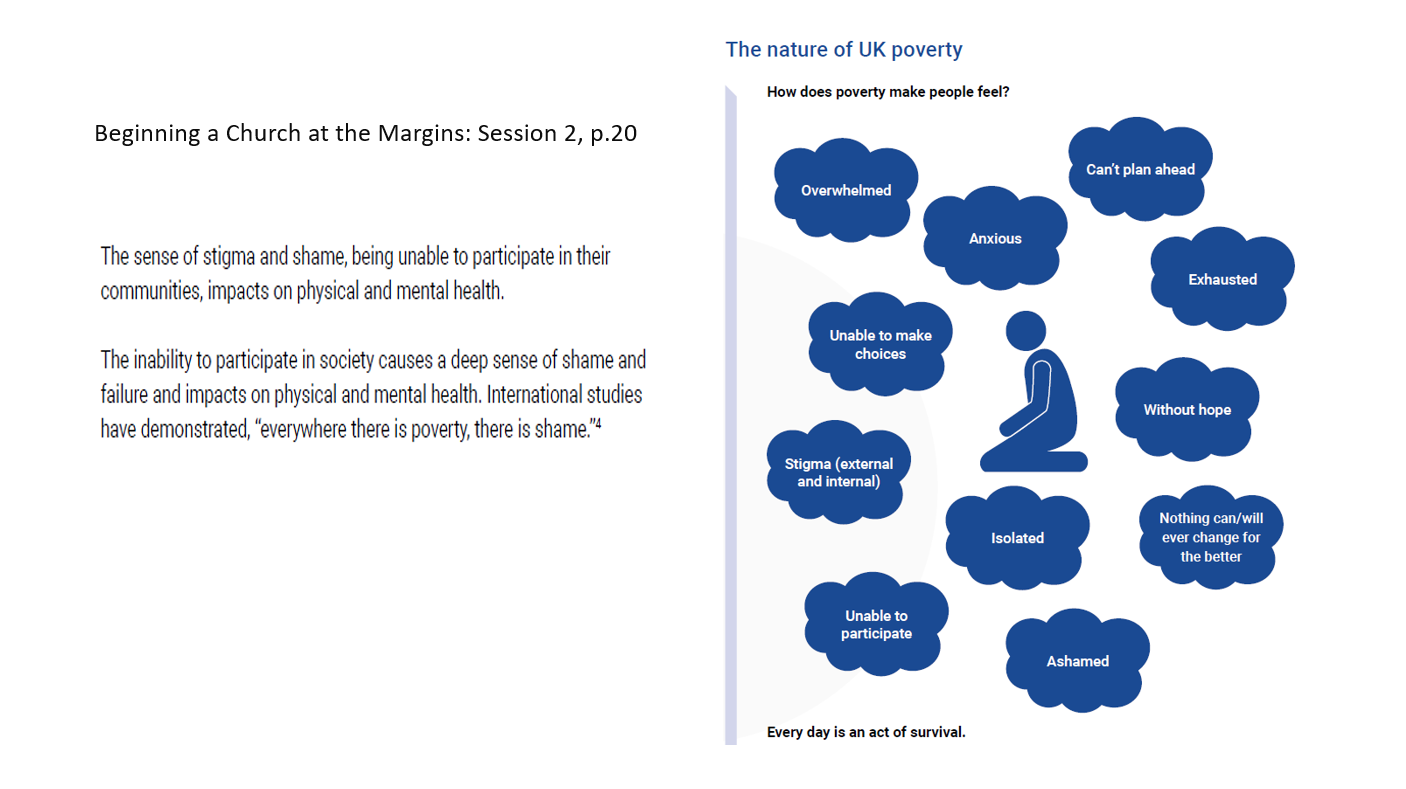 Beginning a Church at the Margins: Session 2, p.20
The sense of stigma and shame, being unable to participate in their
communities, impacts on physical and mental health.
The inability to participate in society causes a deep sense of shame and
failure and impacts on physical and mental health. International studies
have demonstrated, “everywhere there is poverty, there is shame.”⁴
The nature of UK poverty
How does poverty make people feel?
Overwhelmed
Can’t plan ahead
Anxious
Exhausted
Unable to make
choices
Without hope
Stigma (external
and internal)
Isolated
Nothing can/will
ever change for
the better
Unable to
participate
Ashamed
Every day is an act of survival.